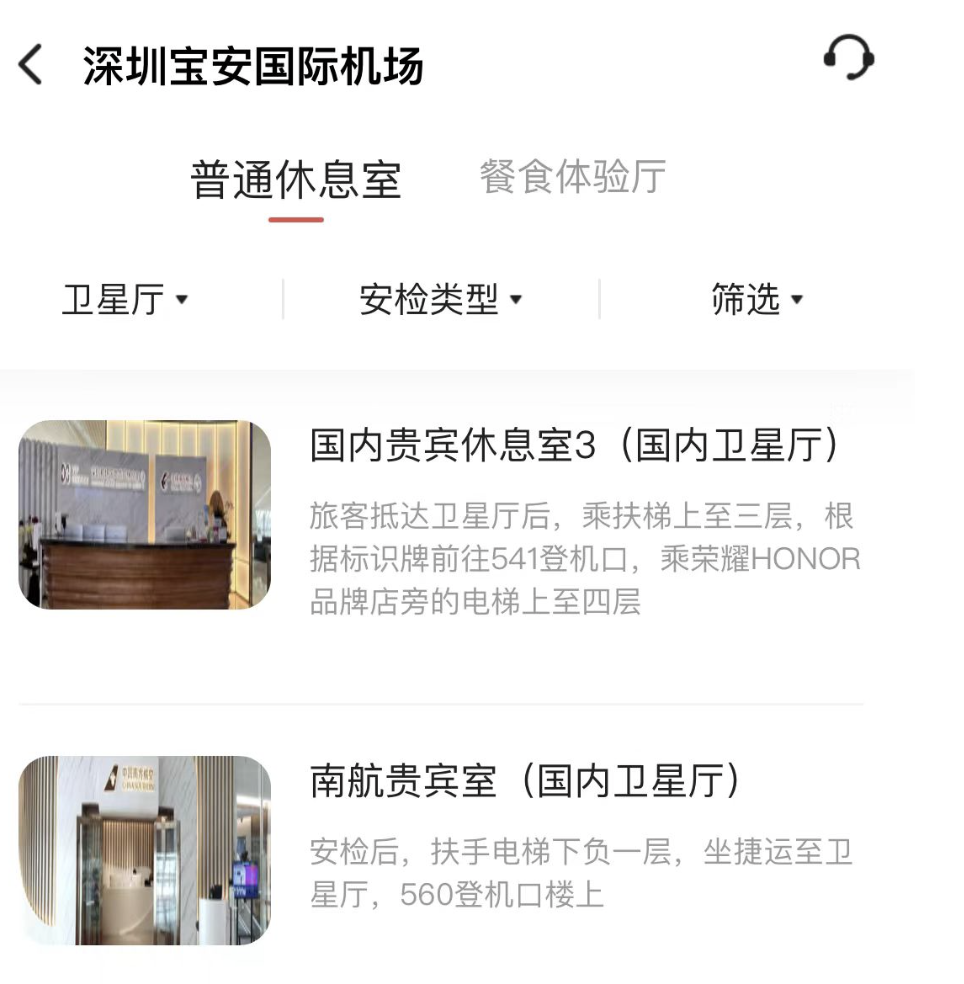 深圳宝安国际机场
普通休息室
餐食体验厅
卫星厅
安检类型
筛选
国内贵宾休息室3（国内卫星厅）
旅客抵达卫星厅后，乘扶梯上至三层，根
据标识牌前往541登机口，乘荣耀HONOR
品牌店旁的电梯上至四层
南航贵宾室（国内卫星厅）
安检后，扶手电梯下负一层，坐捷运至卫
星厅，560登机口楼上